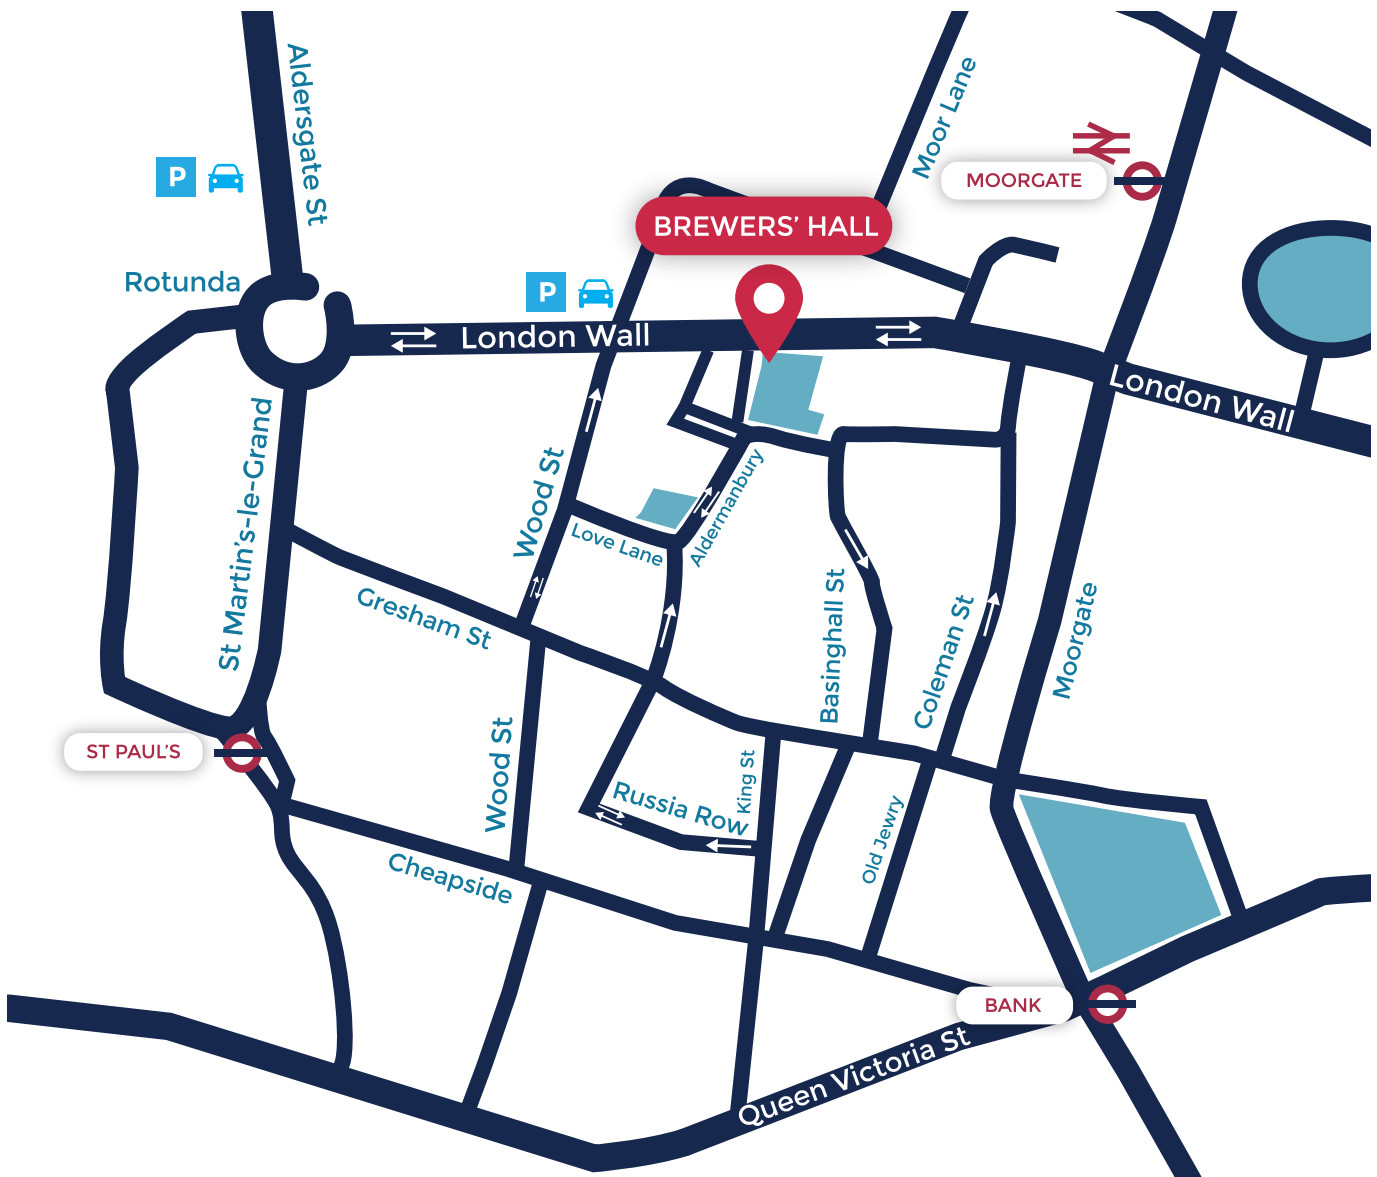 Aldersgate St
Moor Lane
P
MOORGATE
BREWERS’ HALL
Rotunda
P
London Wall
London Wall
St Martin’s-le-Grand
Wood St
Aldermanbury
Love Lane
Gresham St
Basinghall St
Coleman St
Moorgate
ST PAUL’S
Wood St
King St
Russia Row
Old Jewry
Cheapside
BANK
Queen Victoria St